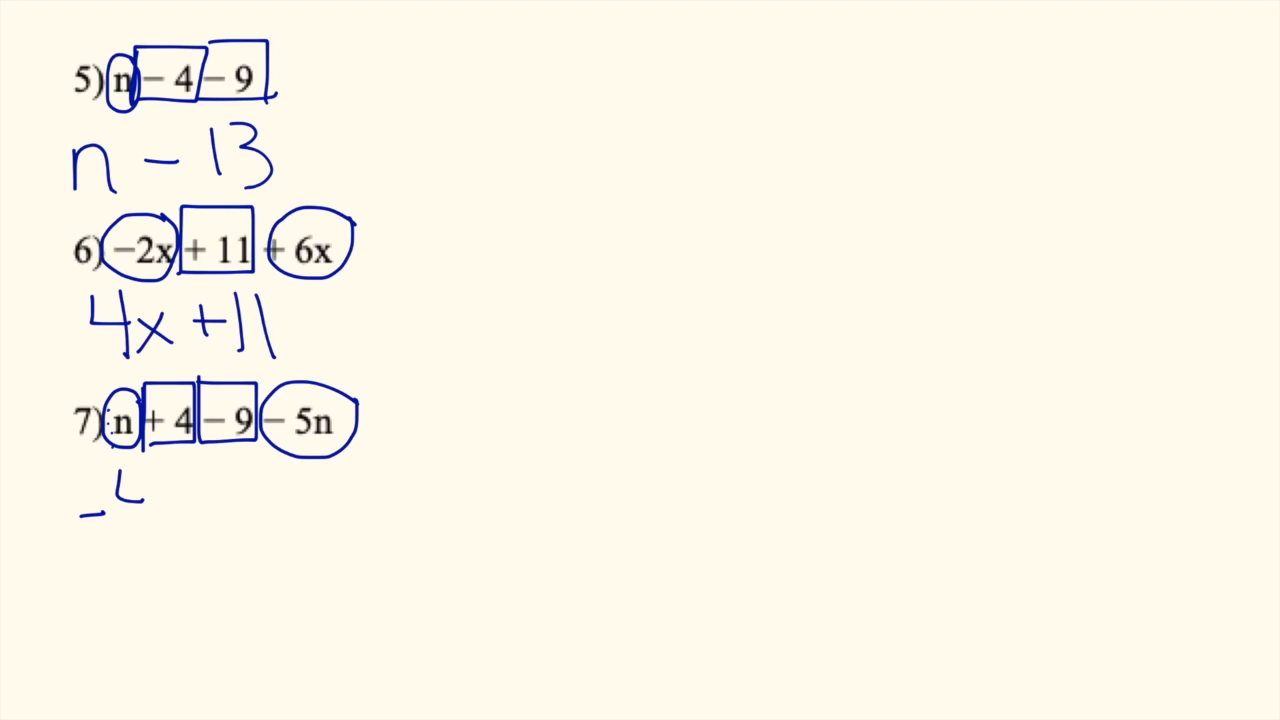 5) n − 4 − 9
n − 13
6) −2x + 11 + 6x
4x + 11
7) n + 4 − 9 − 5n
−